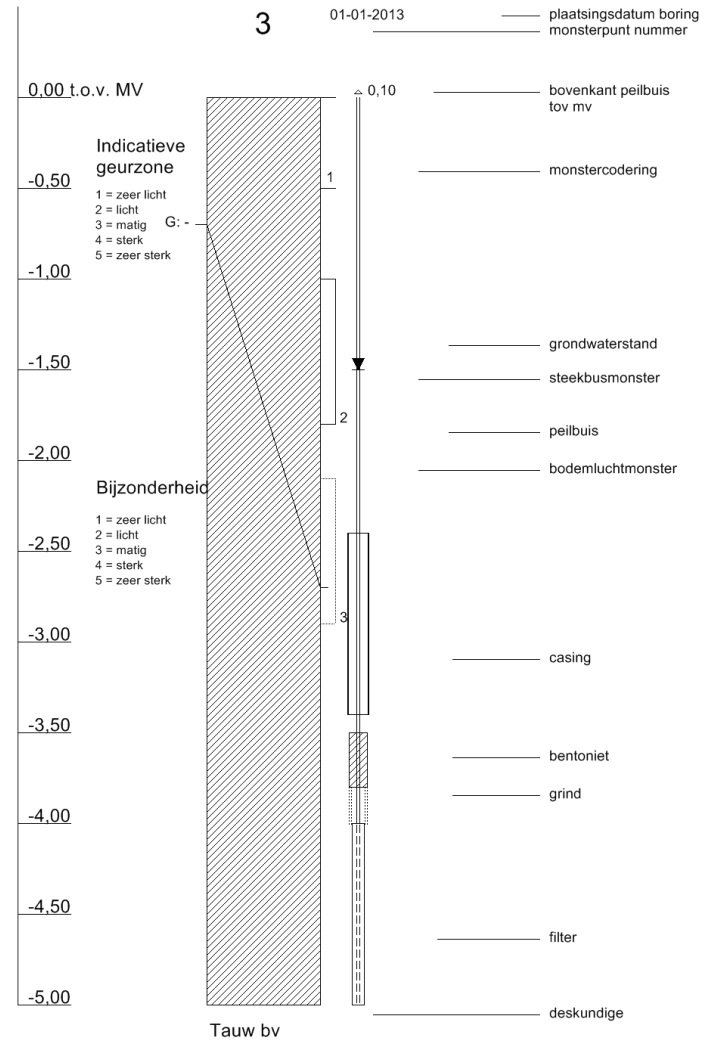 3
01-01-2013
plaatsingsdatum boring
monsterpunt nummer
0,00 t.o.v. MV
0,10
bovenkant peilbuis
tov mv
Indicatieve
geurzone
1 = zeer licht
2 = licht
3 = matig
4 = sterk
5 = zeer sterk
G: -
1
monstercodering
-0,50
-1,00
grondwaterstand
-1,50
steekbusmonster
2
peilbuis
-2,00
bodemluchtmonster
Bijzonderheid
1 = zeer licht
2 = licht
3 = matig
4 = sterk
5 = zeer sterk
-2,50
3
-3,00
casing
-3,50
bentoniet
grind
-4,00
-4,50
filter
-5,00
deskundige
Tauw bv